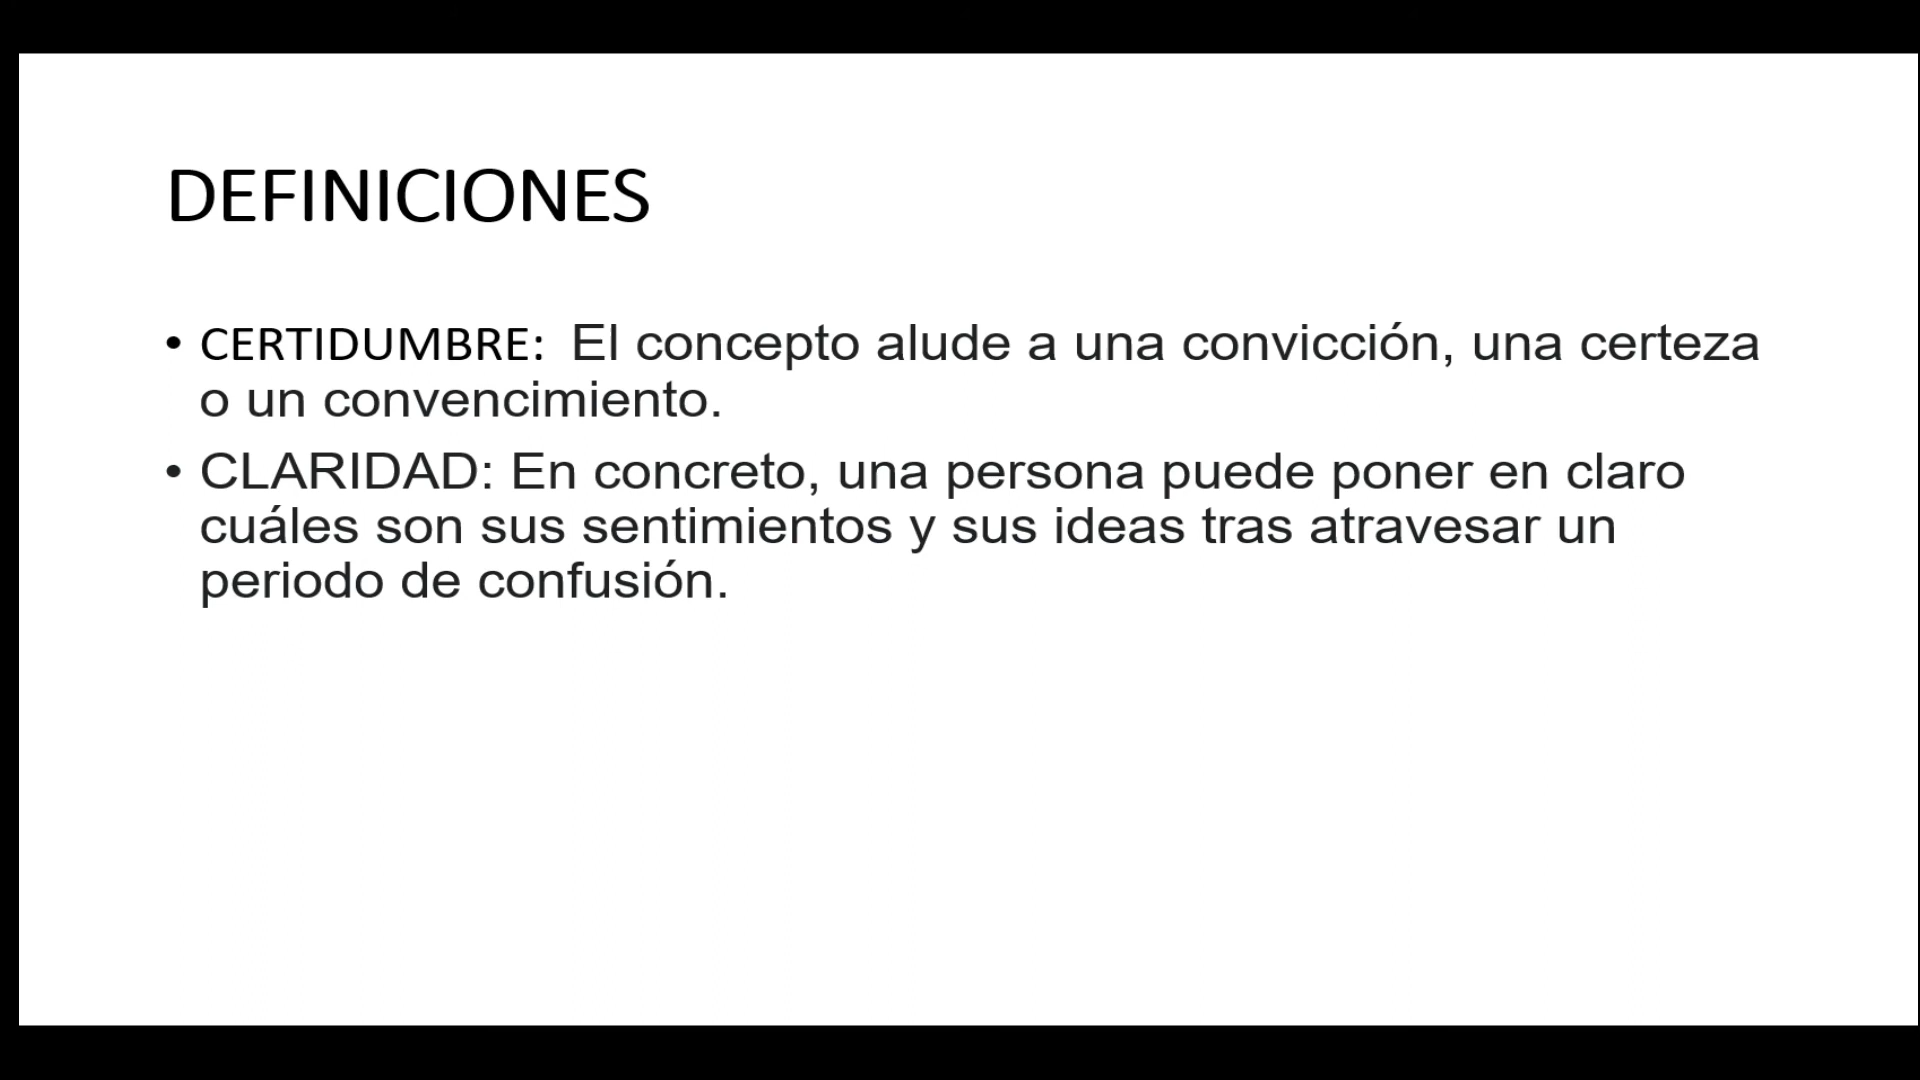 DEFINICIONES
• CERTIDUMBRE: El concepto alude a una convicción, una certeza
o un convencimiento.
• CLARIDAD: En concreto, una persona puede poner en claro
cuáles son sus sentimientos y sus ideas tras atravesar un
periodo de confusión.